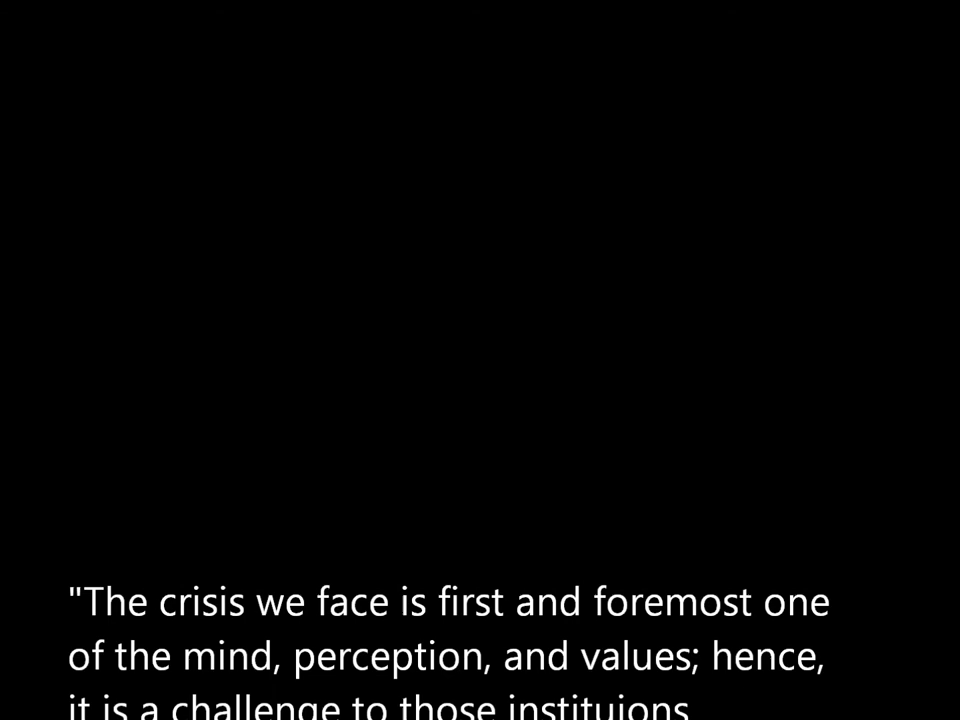 "The crisis we face is first and foremost one
of the mind, perception, and values; hence,
it is a challenge to those instituions